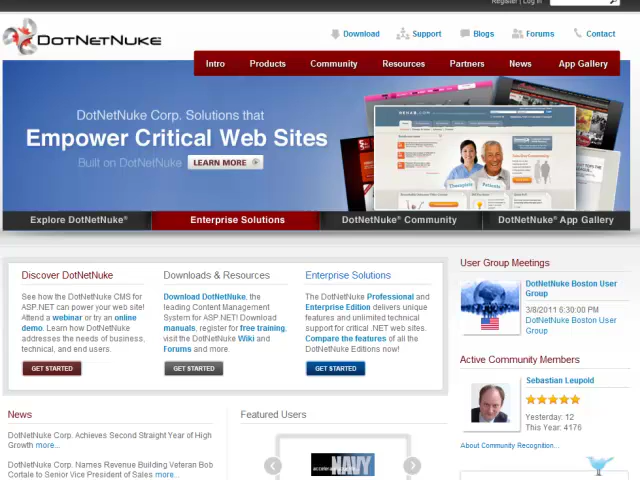 Register | Log in
DOTNETNUKE
Download
Support
Blogs
Forums
Contact
Intro
Products
Community
Resources
Partners
News
App Gallery
DotNetNuke Corp. Solutions that
Empower Critical Web Sites
Built on DotNetNuke
LEARN MORE
Therapists
Patients
Explore DotNetNuke®
Enterprise Solutions
DotNetNuke® Community
DotNetNuke® App Gallery
Discover DotNetNuke
See how the DotNetNuke CMS for
ASP.NET can power your web site!
Attend a webinar or try an online
demo. Learn how DotNetNuke
addresses the needs of business,
technical, and end users.
GET STARTED
Downloads & Resources
Download DotNetNuke, the
leading Content Management
System for ASP.NET! Download
manuals, register for free training,
visit the DotNetNuke Wiki and
Forums and more.
GET STARTED
Enterprise Solutions
The DotNetNuke Professional and
Enterprise Edition delivers unique
features and unlimited technical
support for critical .NET web sites.
Compare the features of all the
DotNetNuke Editions now!
GET STARTED
User Group Meetings
DotNetNuke Boston User
Group
3/8/2011 6:30:00 PM
DotNetNuke Boston User
Group
Active Community Members
Sebastian Leupold
Yesterday: 12
This Year: 4176
About Community Recognition...
News
DotNetNuke Corp. Achieves Second Straight Year of High
Growth more...
DotNetNuke Corp. Names Revenue Building Veteran Bob
Cortale to Senior Vice President of Sales more...
Featured Users
NAVY